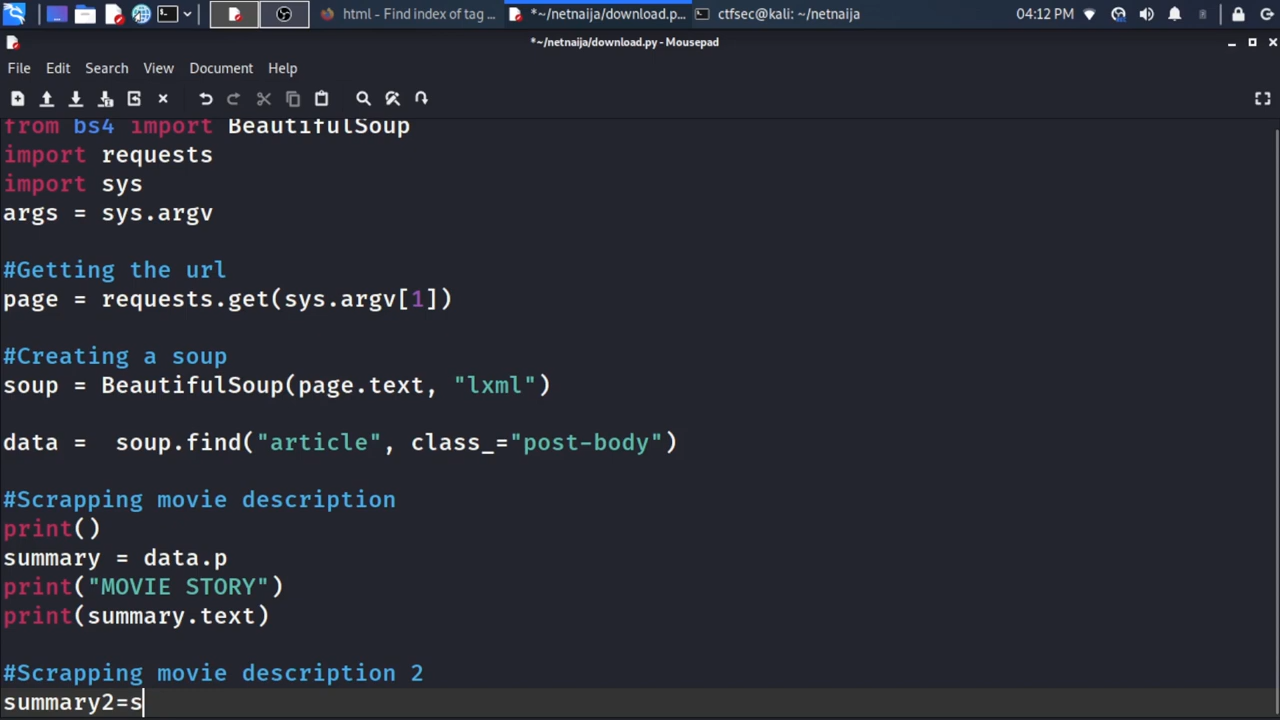 html - Find index of tag ...
*~/netnaija/download.p...
ctfsec@kali: ~/netnaija
04:12 PM
*~/netnaija/download.py - Mousepad
File Edit Search View Document Help
from bs4 import BeautifulSoup
import requests
import sys
args = sys.argv
#Getting the url
page = requests.get(sys.argv[1])
#Creating a soup
soup = BeautifulSoup(page.text, "lxml")
data =  soup.find("article", class_="post-body")
#Scrapping movie description
print()
summary = data.p
print("MOVIE STORY")
print(summary.text)
#Scrapping movie description 2
summary2=s